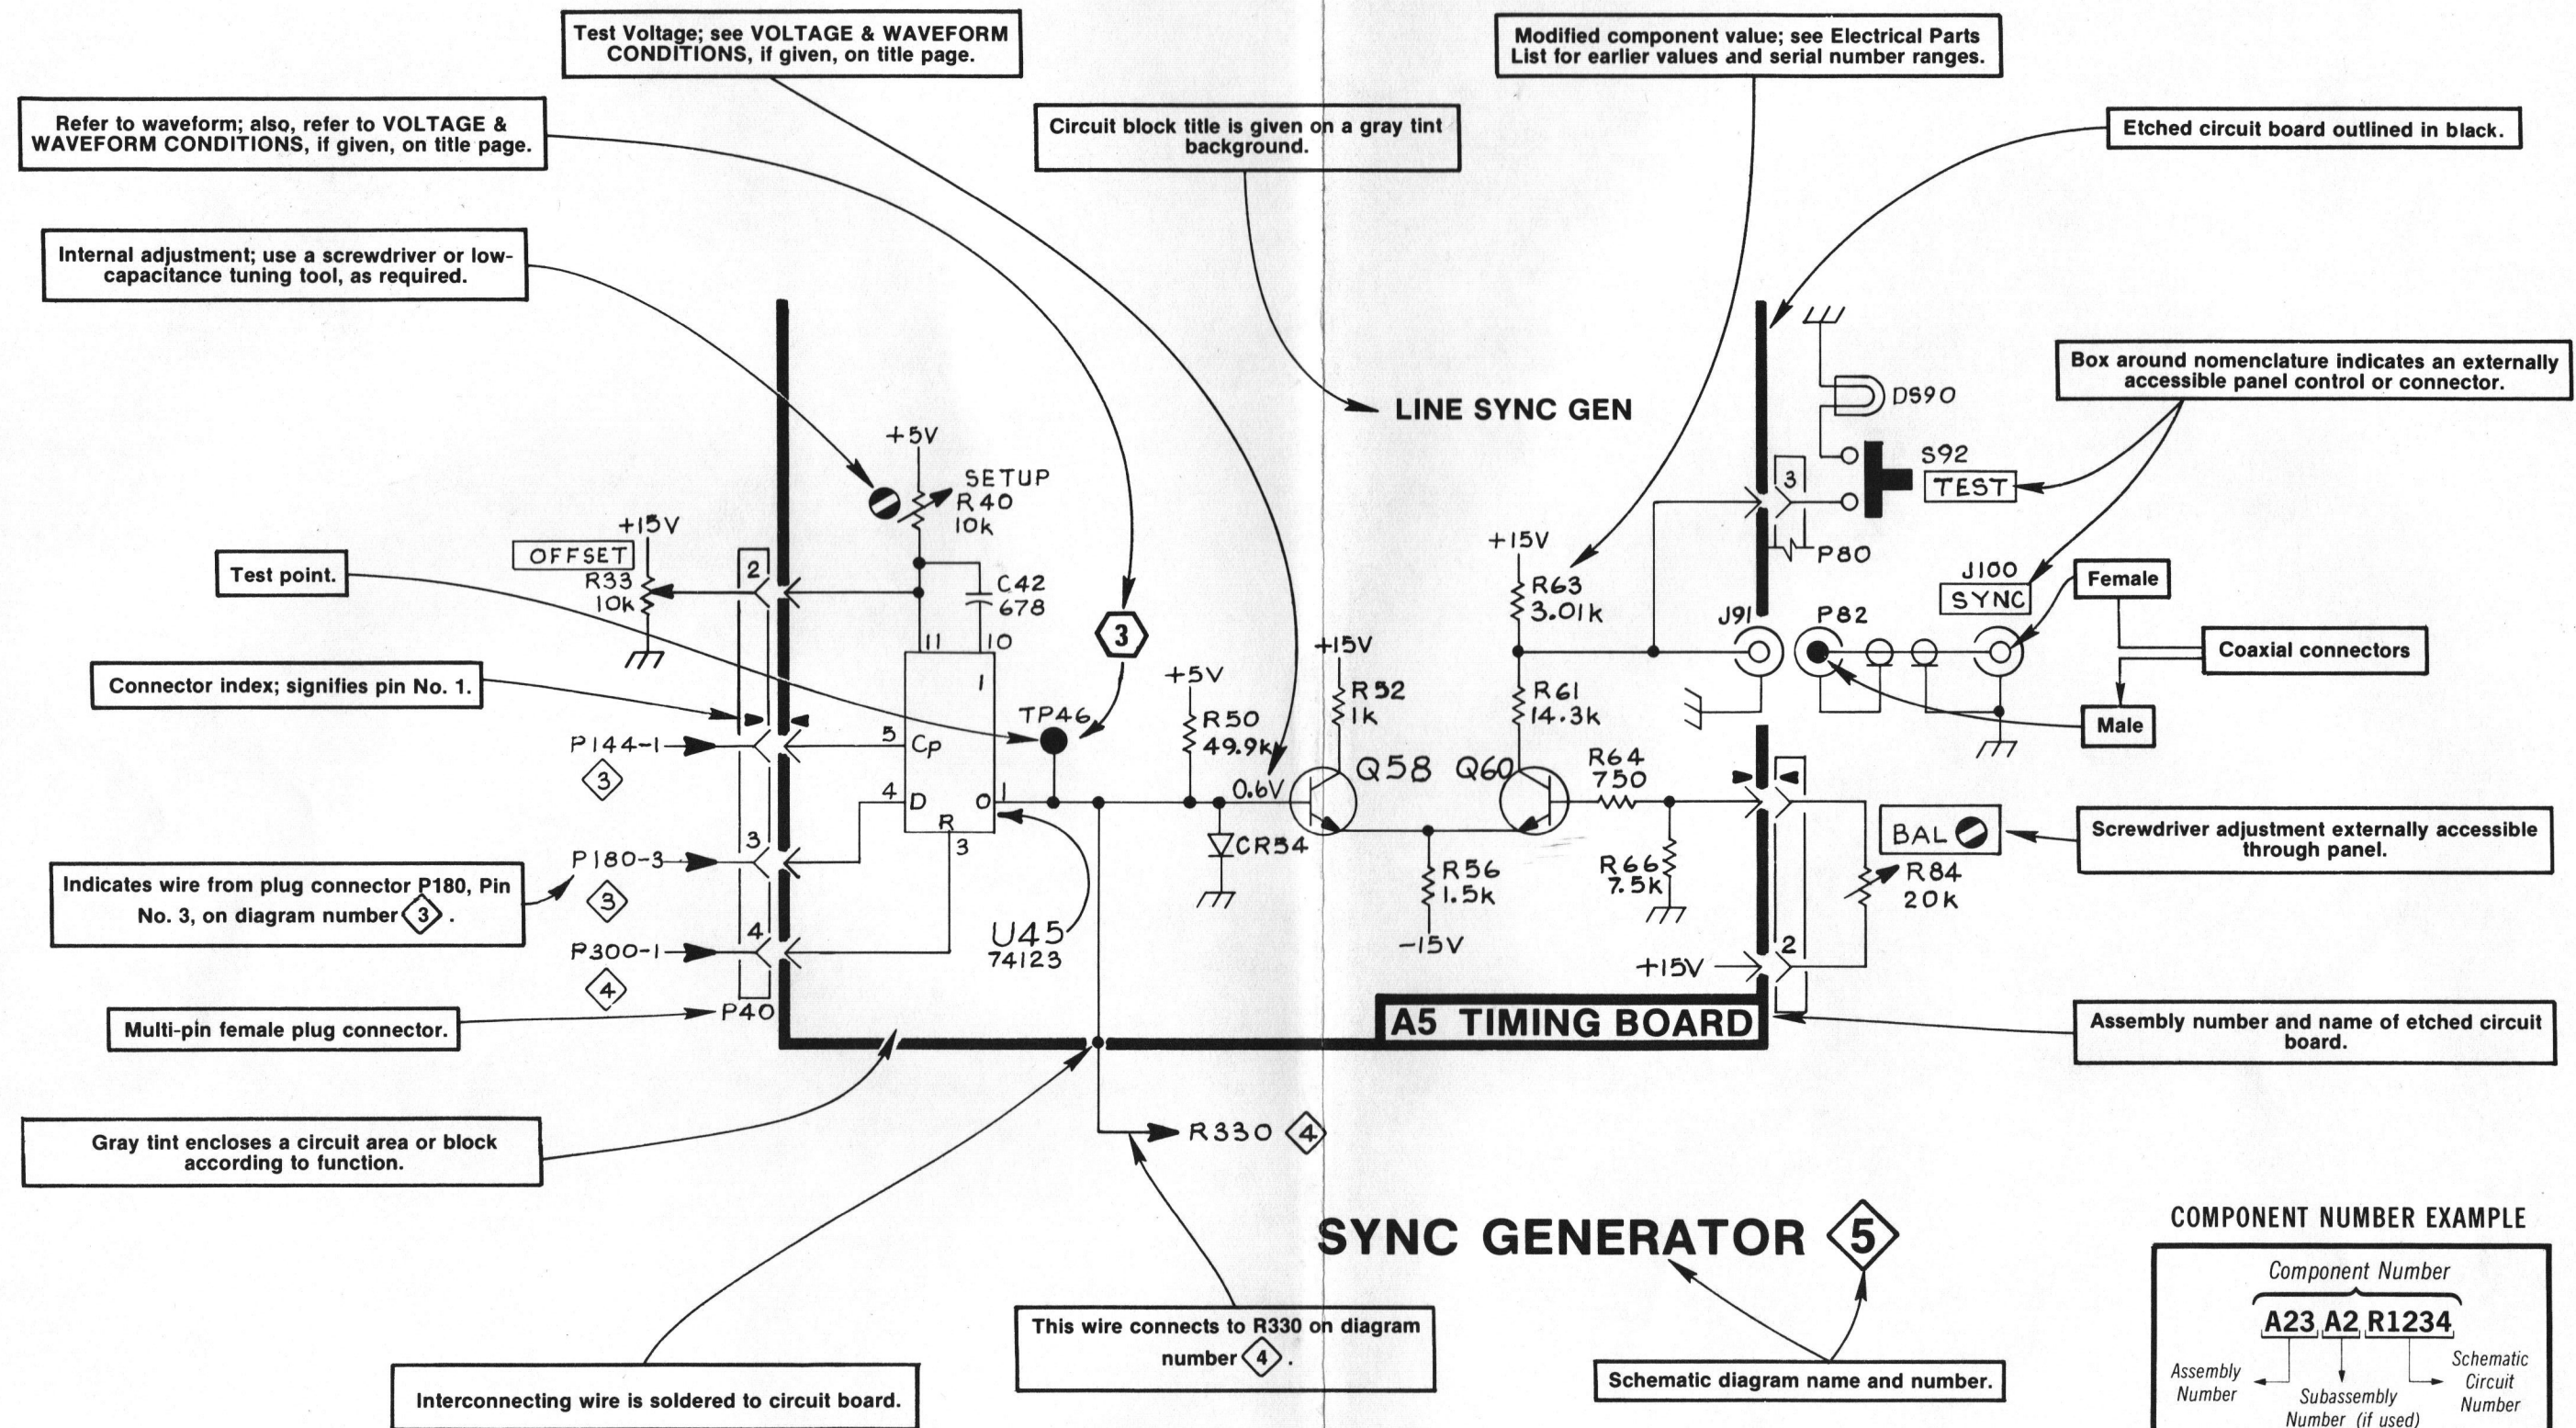 Test Voltage; see VOLTAGE & WAVEFORM
CONDITIONS, if given, on title page.
Modified component value; see Electrical Parts
List for earlier values and serial number ranges.
Refer to waveform; also, refer to VOLTAGE &
WAVEFORM CONDITIONS, if given, on title page.
Circuit block title is given on a gray tint
background.
Etched circuit board outlined in black.
Internal adjustment; use a screwdriver or low-
capacitance tuning tool, as required.
Box around nomenclature indicates an externally
accessible panel control or connector.
LINE SYNC GEN
DS90
+5V
SETUP
R40
10k
S92
TEST
3
P80
+15V
OFFSET
R33
10k
2
Test point.
C42
678
11
10
3
+15V
R63
3.01k
J100
SYNC
Female
J91
P82
Coaxial connectors
Male
Connector index; signifies pin No. 1.
1
+5V
R50
49.9k
+15V
R52
1k
R61
14.3k
TP46
P144-1
3
5
Cp
4
D
O
1
R
3
0.6V
Q58
Q60
R64
750
CR54
BAL
R84
20k
Screwdriver adjustment externally accessible
through panel.
P180-3
3
3
Indicates wire from plug connector P180, Pin
No. 3, on diagram number 3 .
R56
1.5k
-15V
R66
7.5k
U45
74123
P300-1
4
4
+15V
2
Multi-pin female plug connector.
P40
A5 TIMING BOARD
Assembly number and name of etched circuit
board.
Gray tint encloses a circuit area or block
according to function.
R330 4
SYNC GENERATOR 5
This wire connects to R330 on diagram
number 4 .
Schematic diagram name and number.
Interconnecting wire is soldered to circuit board.
COMPONENT NUMBER EXAMPLE
Component Number
A23 A2 R1234
Assembly
Number
Subassembly
Number (if used)
Schematic
Circuit
Number